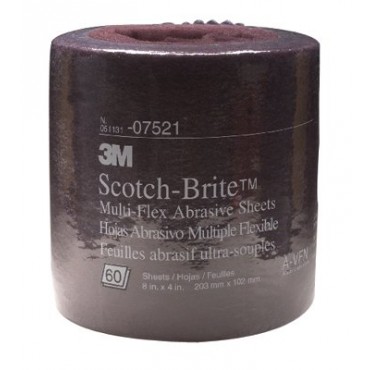 N.
051131 -07521
3M
Scotch-Brite™
Multi-Flex Abrasive Sheets
Hojas Abrasivo Multiple Flexible
Feuilles abrasif ultra-souples
60 Sheets / Hojas / Feuilles
8 in. x 4 in. 203 mm x 102 mm
A-VFN